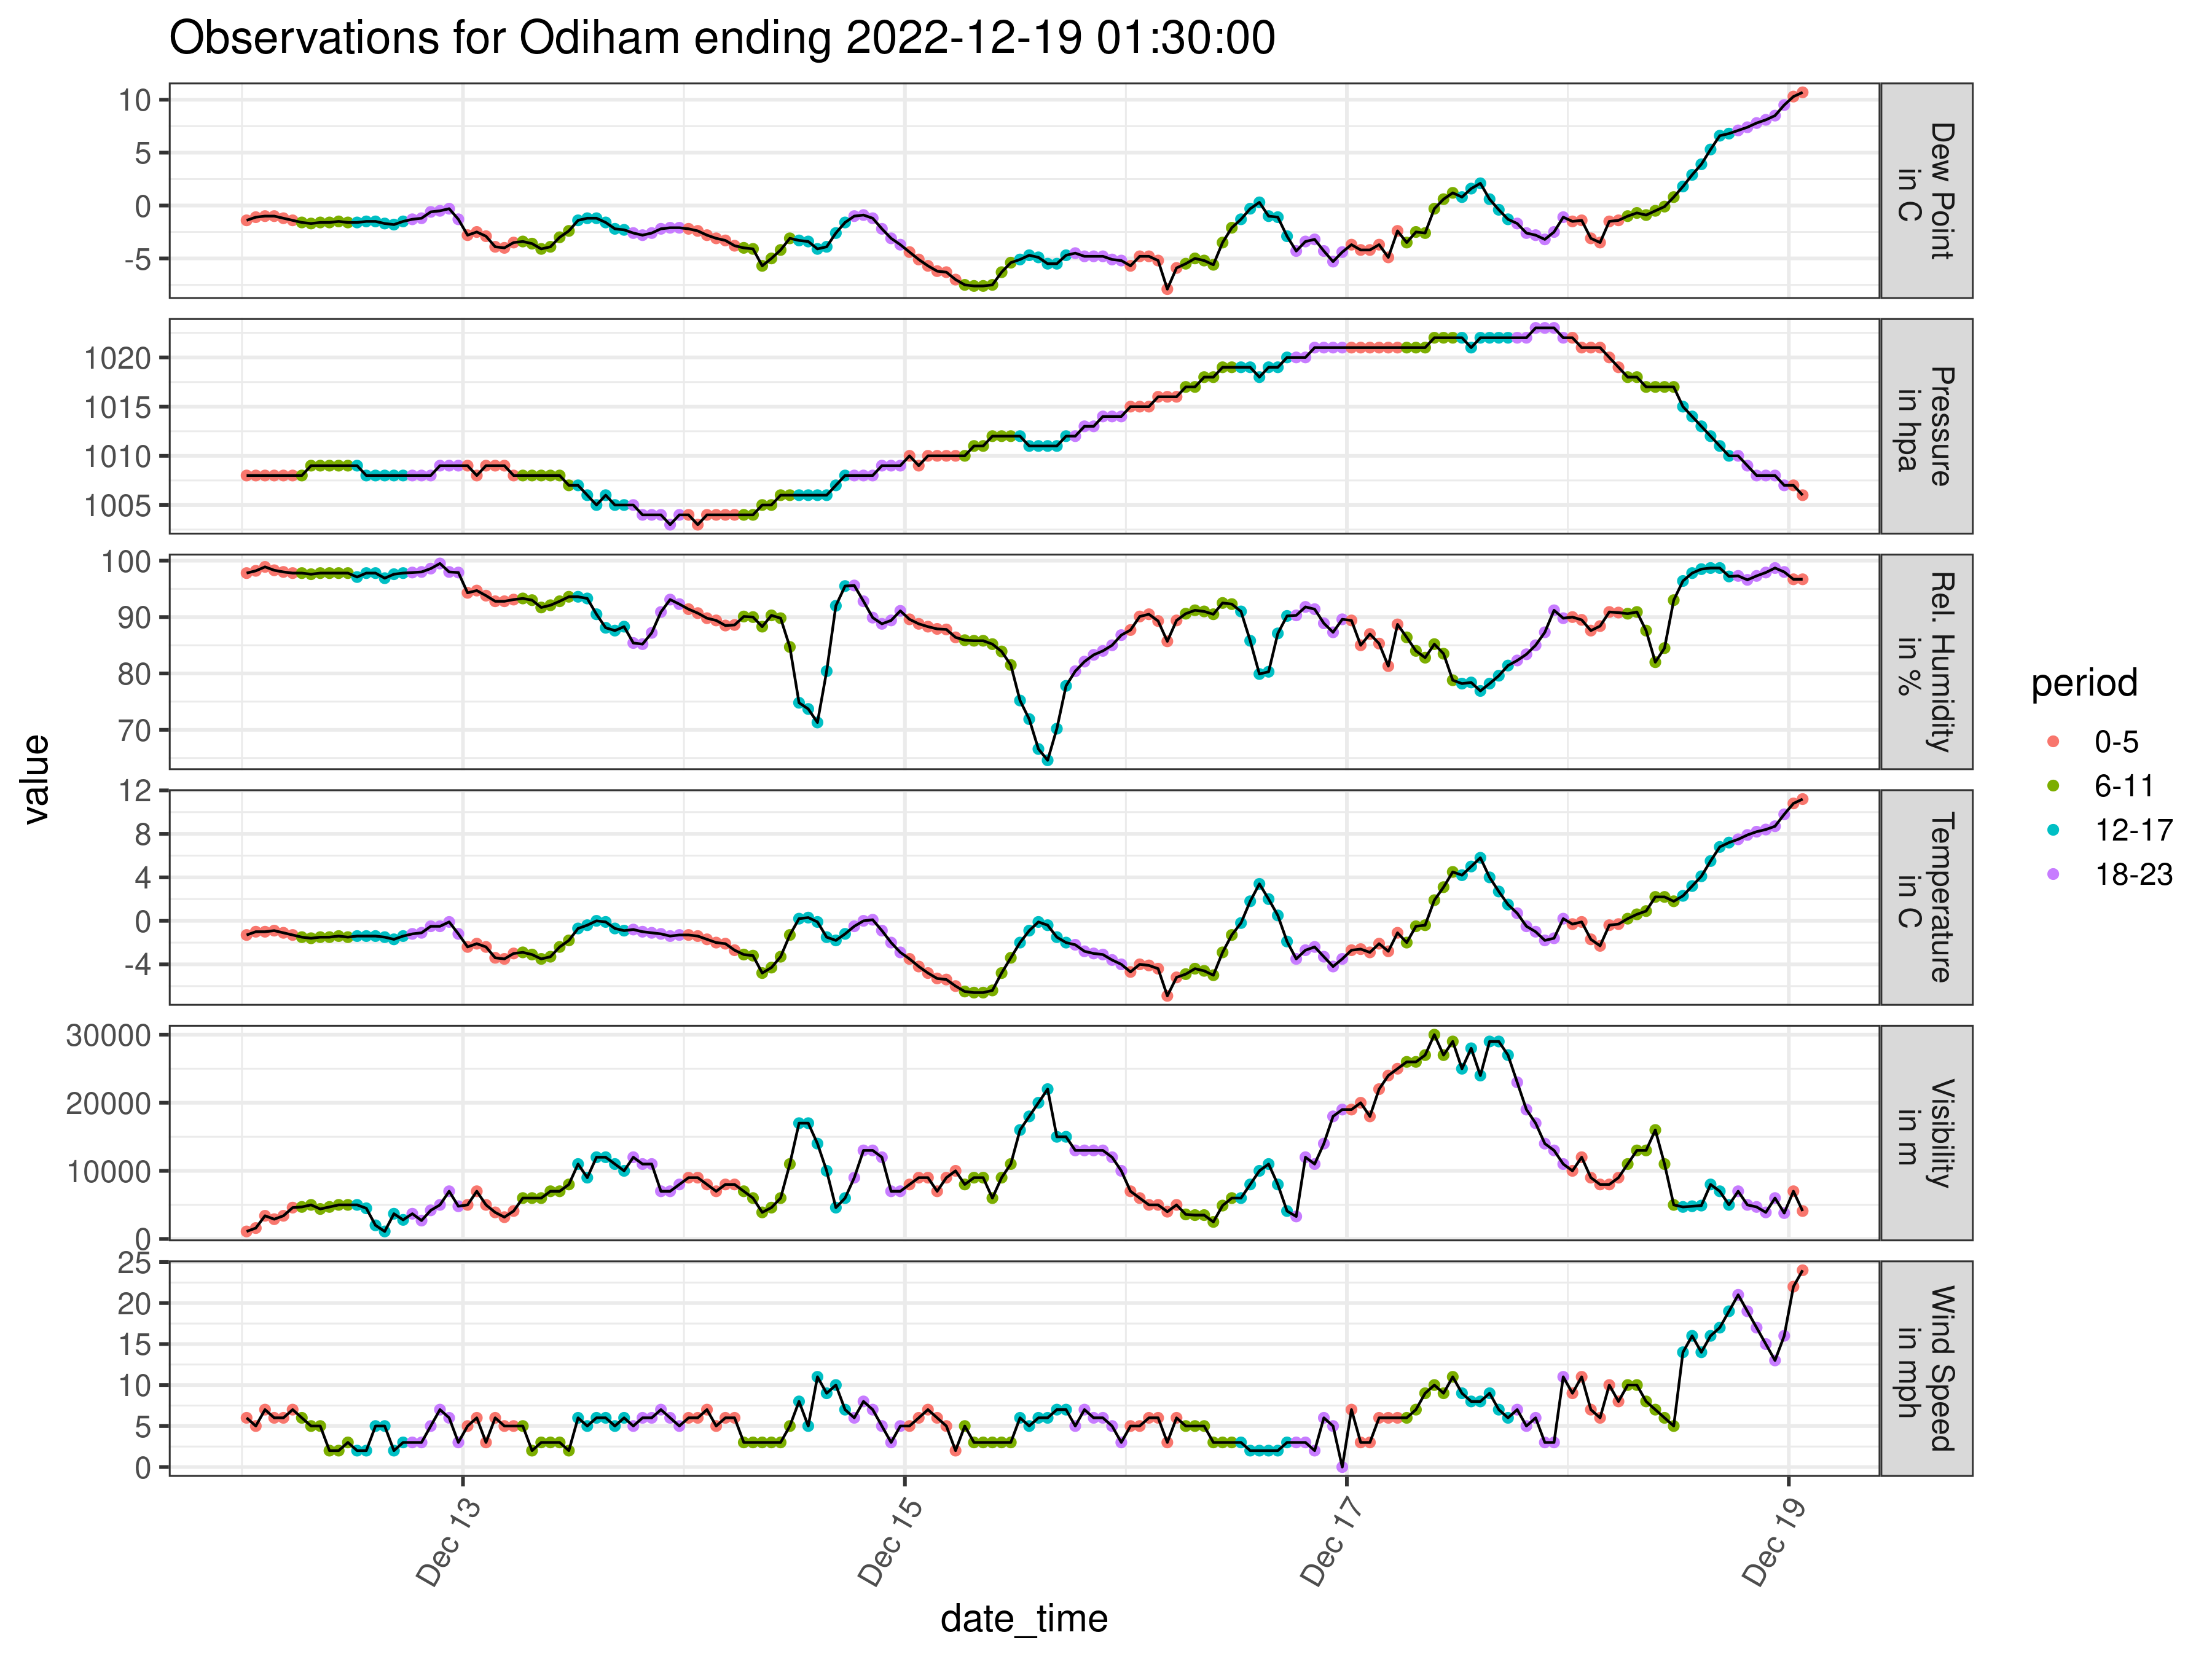 Observations for Odiham ending 2022-12-19 01:30:00
10
5
0
-5
Dew Point
in C
1020
1015
1010
1005
Pressure
in hpa
100
90
80
70
Rel. Humidity
in %
12
8
4
0
-4
Temperature
in C
30000
20000
10000
0
Visibility
in m
25
20
15
10
5
0
Wind Speed
in mph
value
Dec 13
Dec 15
Dec 17
Dec 19
date_time
period
0-5
6-11
12-17
18-23